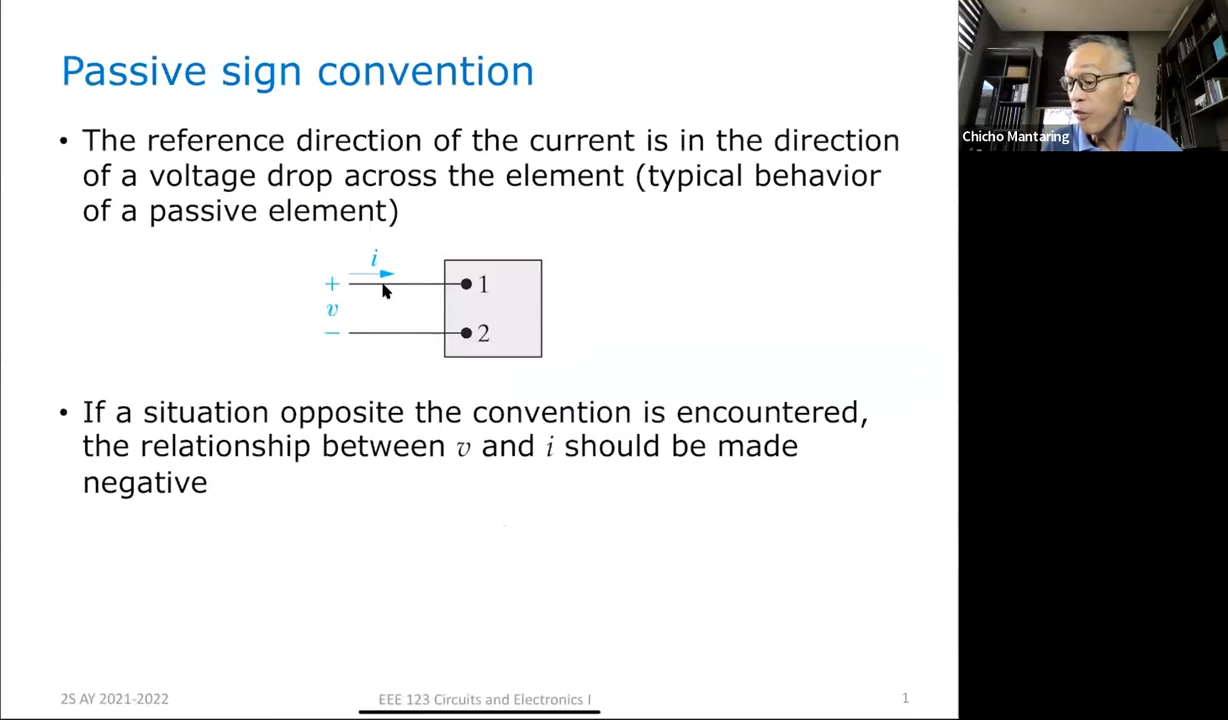 Passive sign convention
• The reference direction of the current is in the direction
of a voltage drop across the element (typical behavior
of a passive element)
i
+
v
−
1
2
• If a situation opposite the convention is encountered,
the relationship between v and i should be made
negative
2S AY 2021-2022
EEE 123 Circuits and Electronics I
1
Chicho Mantaring